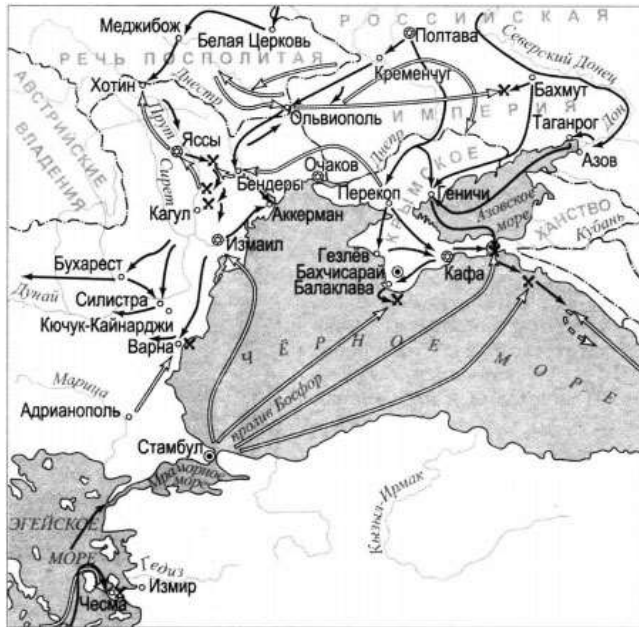 РОССИЙСКАЯ
Меджибож
Белая Церковь
Полтава
РЕЧЬ ПОСПОЛИТАЯ
Кременчуг
Северский Донец
Хотин
Днестр
Бахмут
АВСТРИЙСКИЕ
ВЛАДЕНИЯ
Прут
Ольвиополь
ИМПЕРИЯ
Таганрог
Дон
Яссы
Днепр
Очаков
Азов
Сирет
Бендеры
Перекоп
Геничи
КРЫМСКОЕ
Кагул
Аккерман
Азовское
море
ХАНСТВО
Кубань
Измаил
Гезлёв
Бухарест
Бахчисарай
Кафа
Дунай
Силистра
Балаклава
Кючук-Кайнарджи
Варна
ЧЁРНОЕ
МОРЕ
Марица
Адрианополь
пролив Босфор
Стамбул
Мраморное
море
Кызыл-Ирмак
ЭГЕЙСКОЕ
МОРЕ
Гедиз
Измир
Чесма